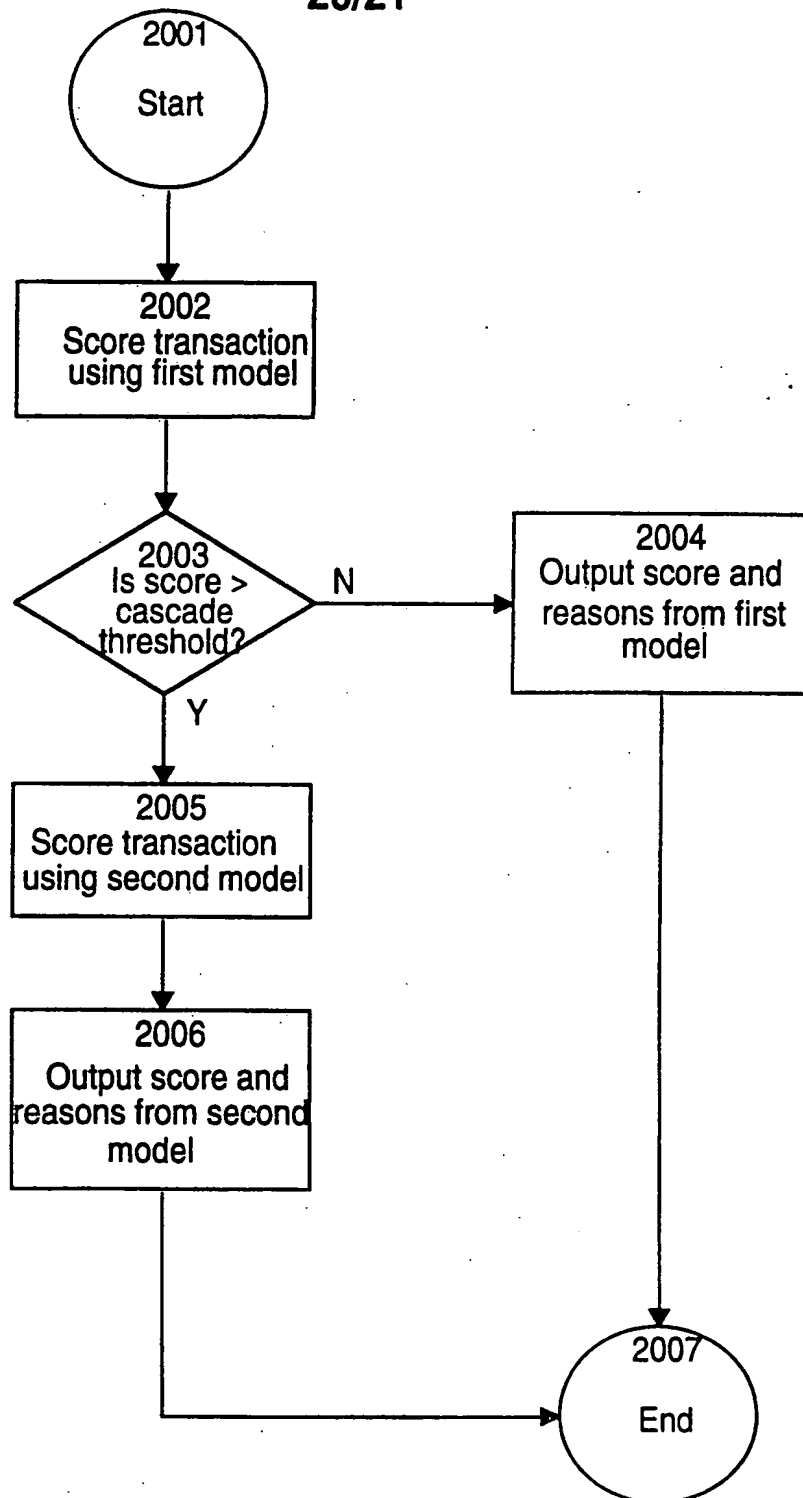 2001
Start
2002
Score transaction
using first model
2003
Is score >
cascade
threshold?
N
Y
2004
Output score and
reasons from first
model
2005
Score transaction
using second model
2006
Output score and
reasons from second
model
2007
End